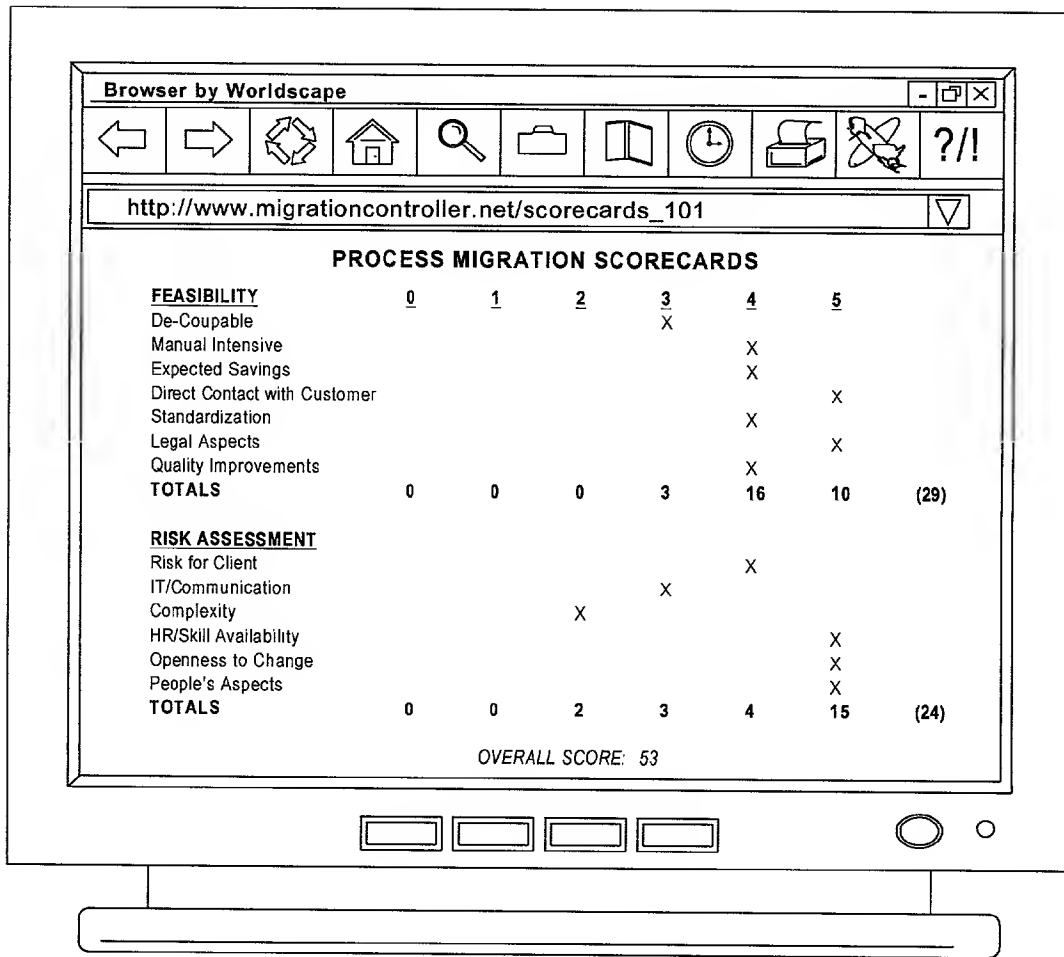 Browser by Worldscape
?/!
http://www.migrationcontroller.net/scorecards_101
PROCESS MIGRATION SCORECARDS
FEASIBILITY 0 1 2 3 4 5
De-Coupable X
Manual Intensive X
Expected Savings X
Direct Contact with Customer X
Standardization X
Legal Aspects X
Quality Improvements X
TOTALS 0 0 0 3 16 10 (29)
RISK ASSESSMENT
Risk for Client X
IT/Communication X
Complexity X
HR/Skill Availability X
Openness to Change X
People's Aspects X
TOTALS 0 0 2 3 4 15 (24)
OVERALL SCORE: 53